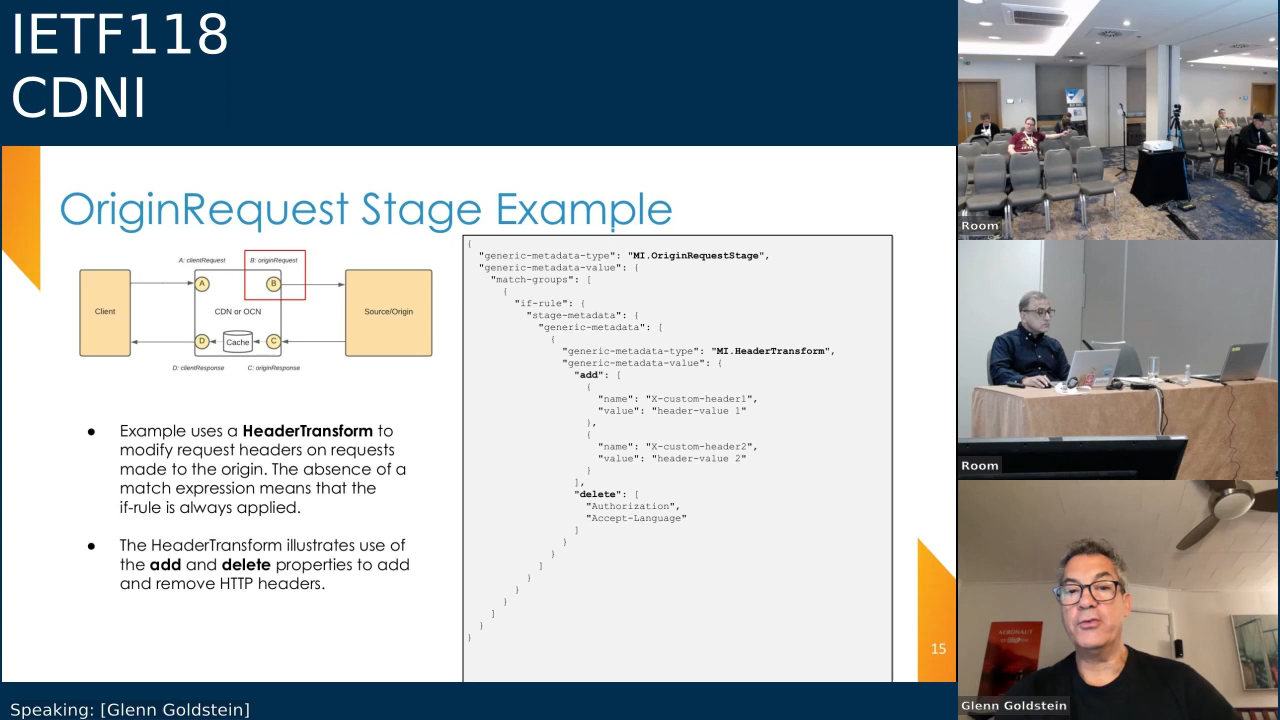 IETF118
CDNI
OriginRequest Stage Example
A: clientRequest
B: originRequest
A
B
Client
CDN or OCN
Source/Origin
D
Cache
C
D: clientResponse
C: originResponse
● Example uses a HeaderTransform to
modify request headers on requests
made to the origin. The absence of a
match expression means that the
if-rule is always applied.
● The HeaderTransform illustrates use of
the add and delete properties to add
and remove HTTP headers.
{
"generic-metadata-type": "MI.OriginRequestStage",
"generic-metadata-value": {
"match-groups": [
{
"if-rule": {
"stage-metadata": {
"generic-metadata": [
{
"generic-metadata-type": "MI.HeaderTransform",
"generic-metadata-value": {
"add": [
{
"name": "X-custom-header1",
"value": "header-value 1"
},
{
"name": "X-custom-header2",
"value": "header-value 2"
}
],
"delete": [
"Authorization",
"Accept-Language"
]
}
}
]
}
}
}
]
}
}
15
Room
Room
AERONAUT
Glenn Goldstein
Speaking: [Glenn Goldstein]